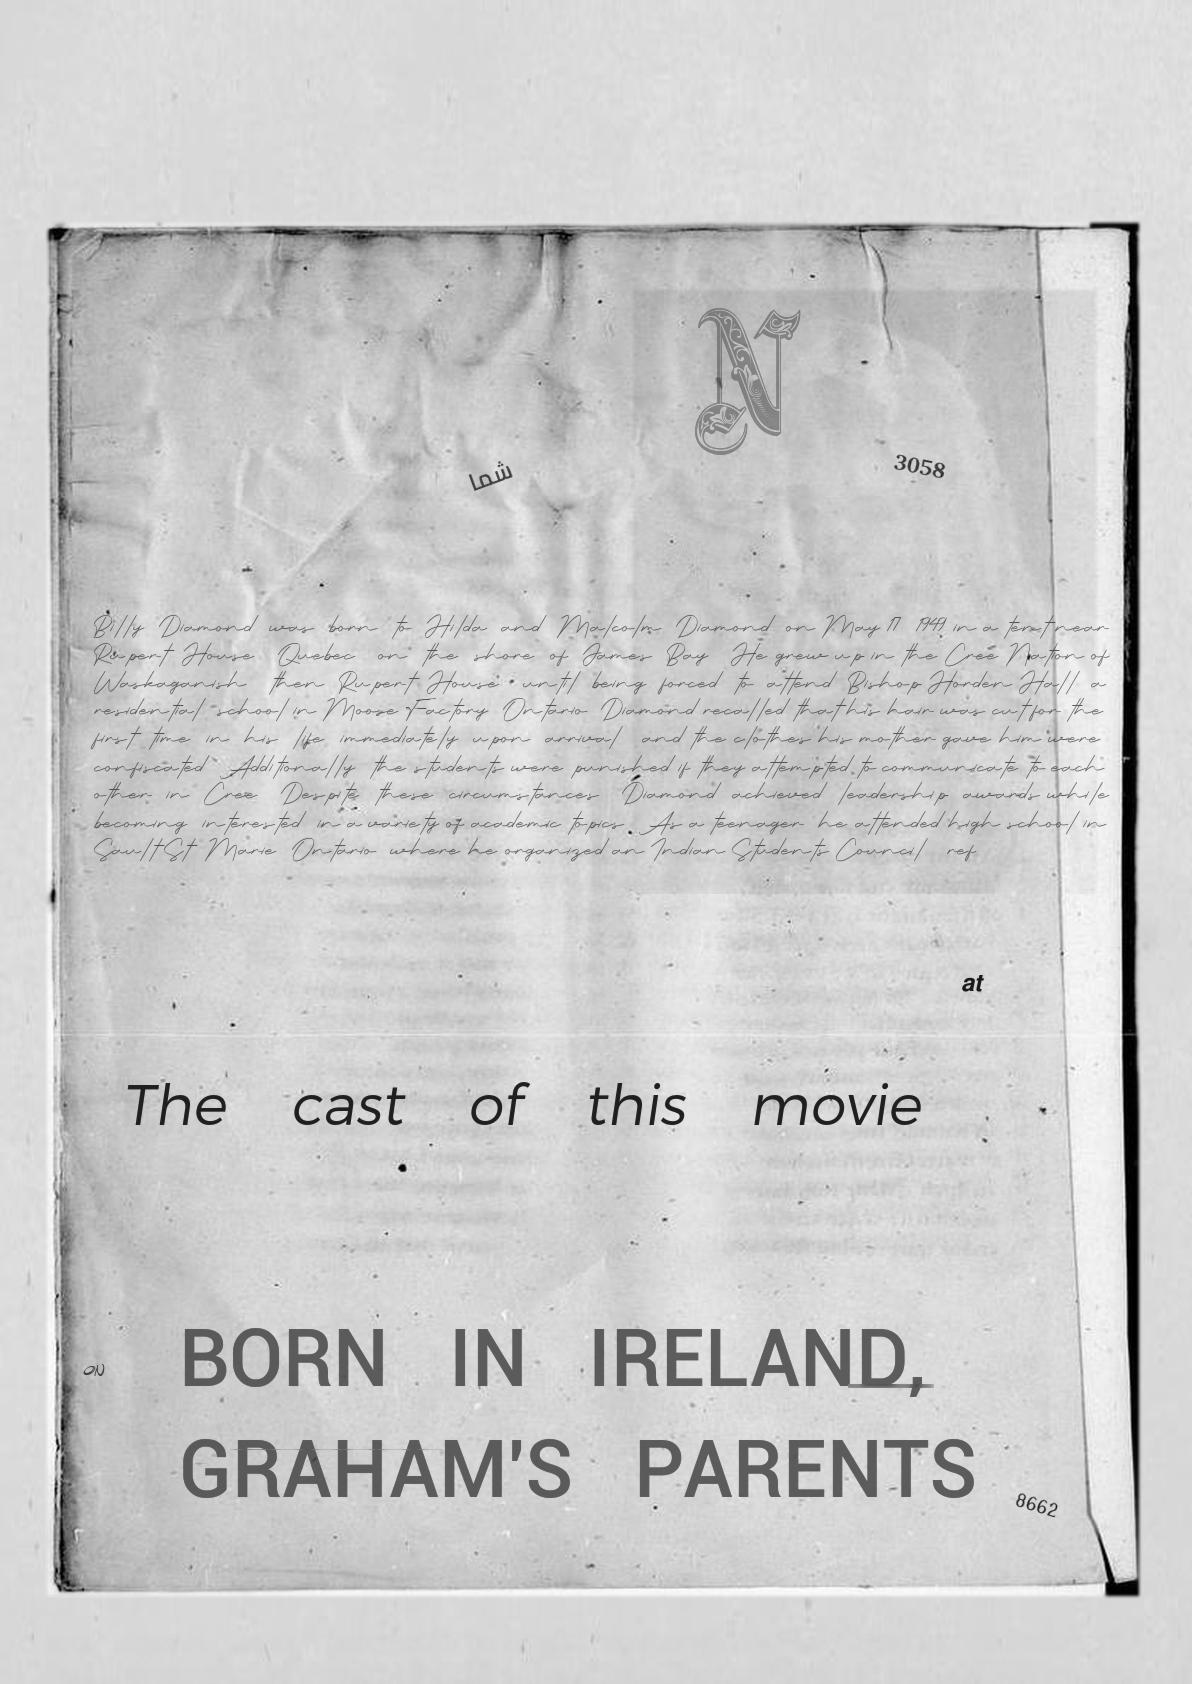 N
3058
شما
Billy Diamond was born to Hilda and Malcolm Diamond on May 17 1949 in a tent near
Rupert House Quebec on the shore of James Bay He grew up in the Cree Nation of
Waskaganish then Rupert House until being forced to attend Bishop Horden Hall a
residential school in Moose Factory Ontario Diamond recalled that his hair was cut for the
first time in his life immediately upon arrival and the clothes his mother gave him were
confiscated Additionally the students were punished if they attempted to communicate to each
other in Cree Despite these circumstances Diamond achieved leadership awards while
becoming interested in a variety of academic topics As a teenager he attended high school in
Sault St Marie Ontario where he organized an Indian Students Council ref
at
The cast of this movie
BORN IN IRELAND,
ON
GRAHAM'S PARENTS
8662